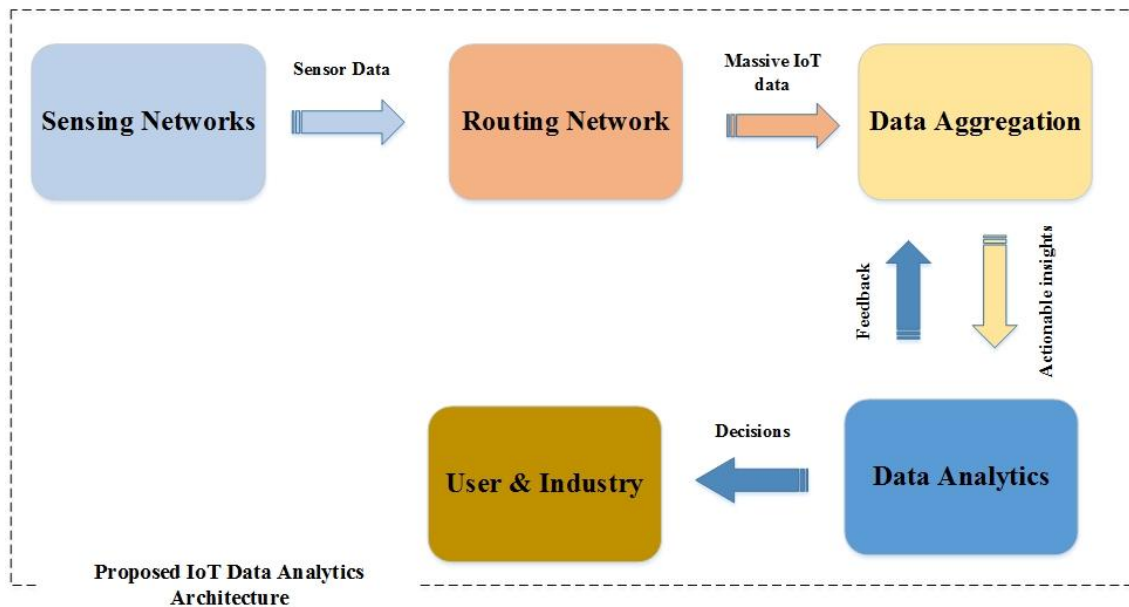 Sensing Networks
Sensor Data
Routing Network
Massive IoT
data
Data Aggregation
Feedback
Actionable insights
User & Industry
Decisions
Data Analytics
Proposed IoT Data Analytics
Architecture